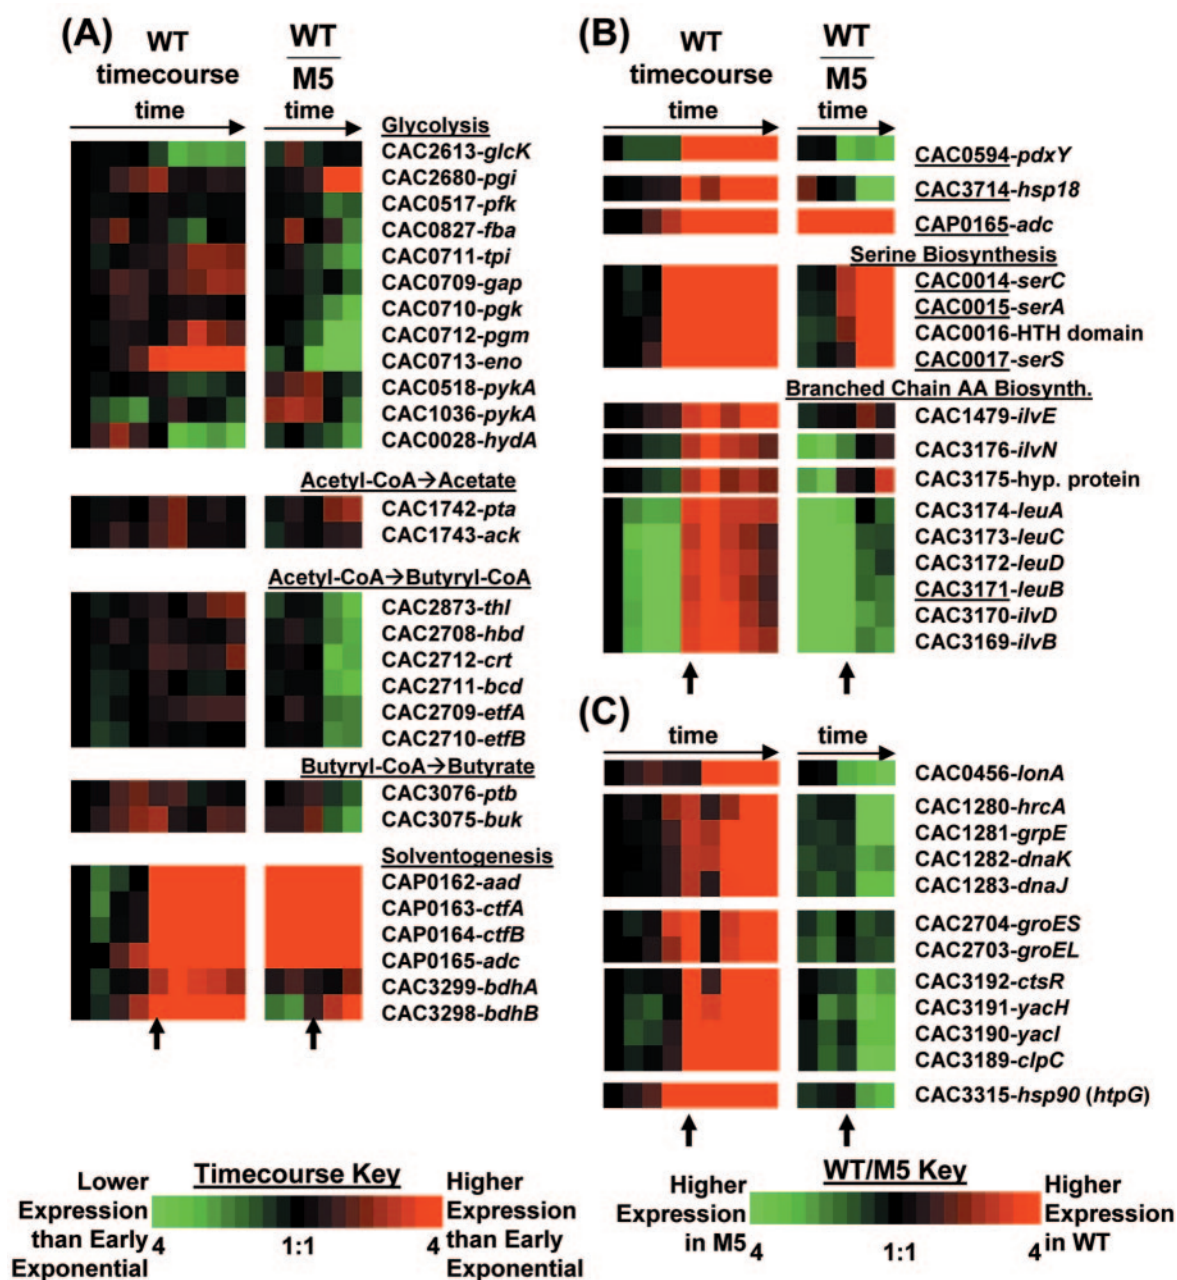 (A)
WT
timecourse
time
WT
M5
time
Glycolysis
CAC2613-glcK
CAC2680-pgi
CAC0517-pfk
CAC0827-fba
CAC0711-tpi
CAC0709-gap
CAC0710-pgk
CAC0712-pgm
CAC0713-eno
CAC0518-pykA
CAC1036-pykA
CAC0028-hydA
Acetyl-CoA→Acetate
CAC1742-pta
CAC1743-ack
Acetyl-CoA→Butyryl-CoA
CAC2873-thl
CAC2708-hbd
CAC2712-crt
CAC2711-bcd
CAC2709-etfA
CAC2710-etfB
Butyryl-CoA→Butyrate
CAC3076-ptb
CAC3075-buk
Solventogenesis
CAP0162-aad
CAP0163-ctfA
CAP0164-ctfB
CAP0165-adc
CAC3299-bdhA
CAC3298-bdhB
(B)
WT
timecourse
time
WT
M5
time
CAC0594-pdxY
CAC3714-hsp18
CAP0165-adc
Serine Biosynthesis
CAC0014-serC
CAC0015-serA
CAC0016-HTH domain
CAC0017-serS
Branched Chain AA Biosynth.
CAC1479-ilvE
CAC3176-ilvN
CAC3175-hyp. protein
CAC3174-leuA
CAC3173-leuC
CAC3172-leuD
CAC3171-leuB
CAC3170-ilvD
CAC3169-ilvB
(C)
time
time
CAC0456-lonA
CAC1280-hrcA
CAC1281-grpE
CAC1282-dnaK
CAC1283-dnaJ
CAC2704-groES
CAC2703-groEL
CAC3192-ctsR
CAC3191-yacH
CAC3190-yacI
CAC3189-clpC
CAC3315-hsp90 (htpG)
Timecourse Key
Lower
Expression
than Early
Exponential
4
1:1
4
Higher
Expression
than Early
Exponential
WT/M5 Key
Higher
Expression
in M5
4
1:1
4
Higher
Expression
in WT